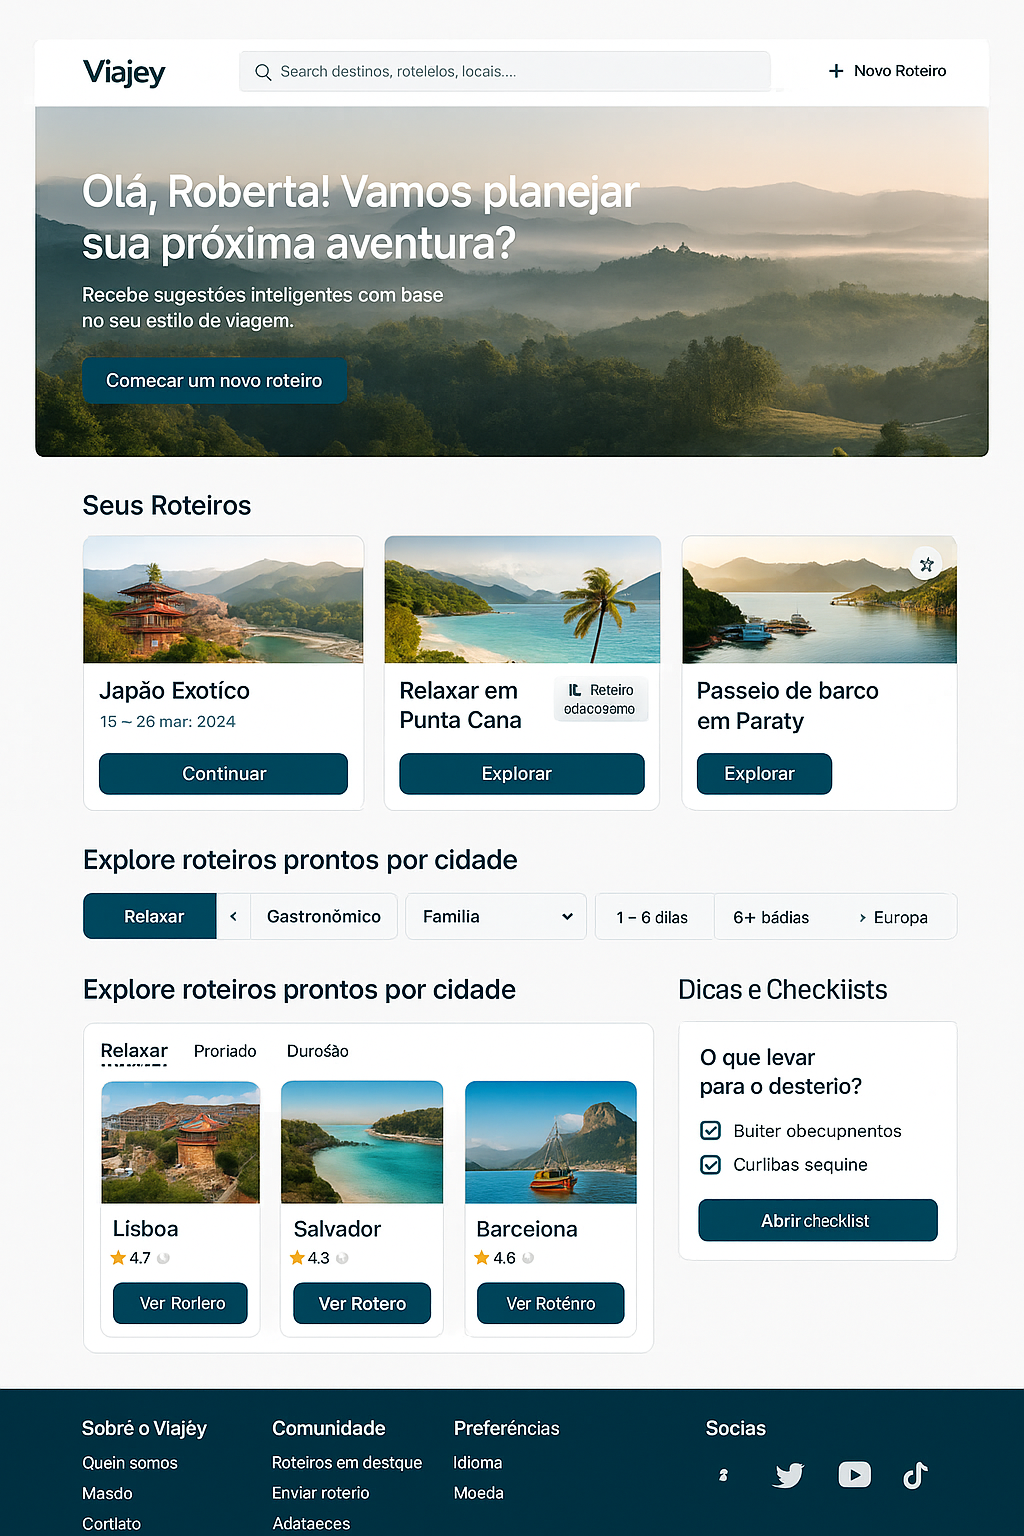 Viajey
Search destinos, rotelelos, locais....
+ Novo Roteiro
Olá, Roberta! Vamos planejar
sua próxima aventura?
Recebe sugestóes inteligentes com base
no seu estilo de viagem.
Comecar um novo roteiro
Seus Roteiros
Japão Exotíco
15 – 26 mar: 2024
Continuar
Relaxar em
Punta Cana
Reteiro
odaco9amo
Explorar
Passeio de barco
em Paraty
Explorar
Explore roteiros prontos por cidade
Relaxar
Gastronǒmico
Familia
1 – 6 dilas
6+ bádias
Europa
Explore roteiros prontos por cidade
Relaxar
Proriado
Durośào
Lísboa
4.7
Ver Rorlero
Salvador
4.3
Ver Rotero
Barceiona
4.6
Ver Roténro
Dicas e Checkiists
O que levar
para o desterio?
Buiter obecupnentos
Curlibas sequine
Abrir checklist
Sobré o Viajéy
Quein somos
Masdo
Cortlato
Comunidade
Roteiros em destque
Enviar roterio
Adataeces
Preferéncias
Idioma
Moeda
Socias